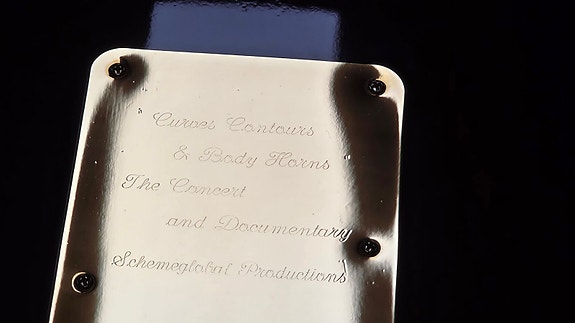 "Curves Contours
& Body Horns
The Concert
and Documentary
Schemeglobal Productions"